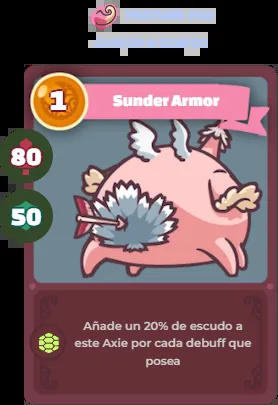 1
Sunder Armor
80
50
Añade un 20% de escudo a
este Axie por cada debuff que
posea